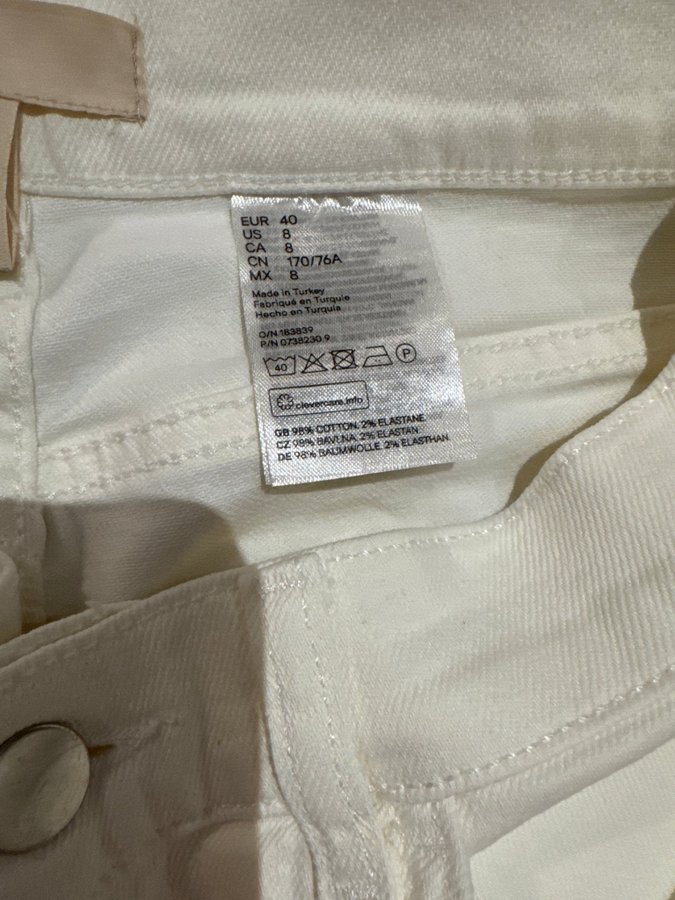 EUR 40
US 8
CA 8
CN 170/76A
MX 8
Made in Turkey
Fabriqué en Turquie
Hecho en Turquía
O/N 183839
P/N 0738230 9
40 P
clevercare.info
GB 98% COTTON, 2% ELASTANE
CZ 98% BAVLNA, 2% ELASTAN
DE 98% BAUMWOLLE, 2% ELASTHAN